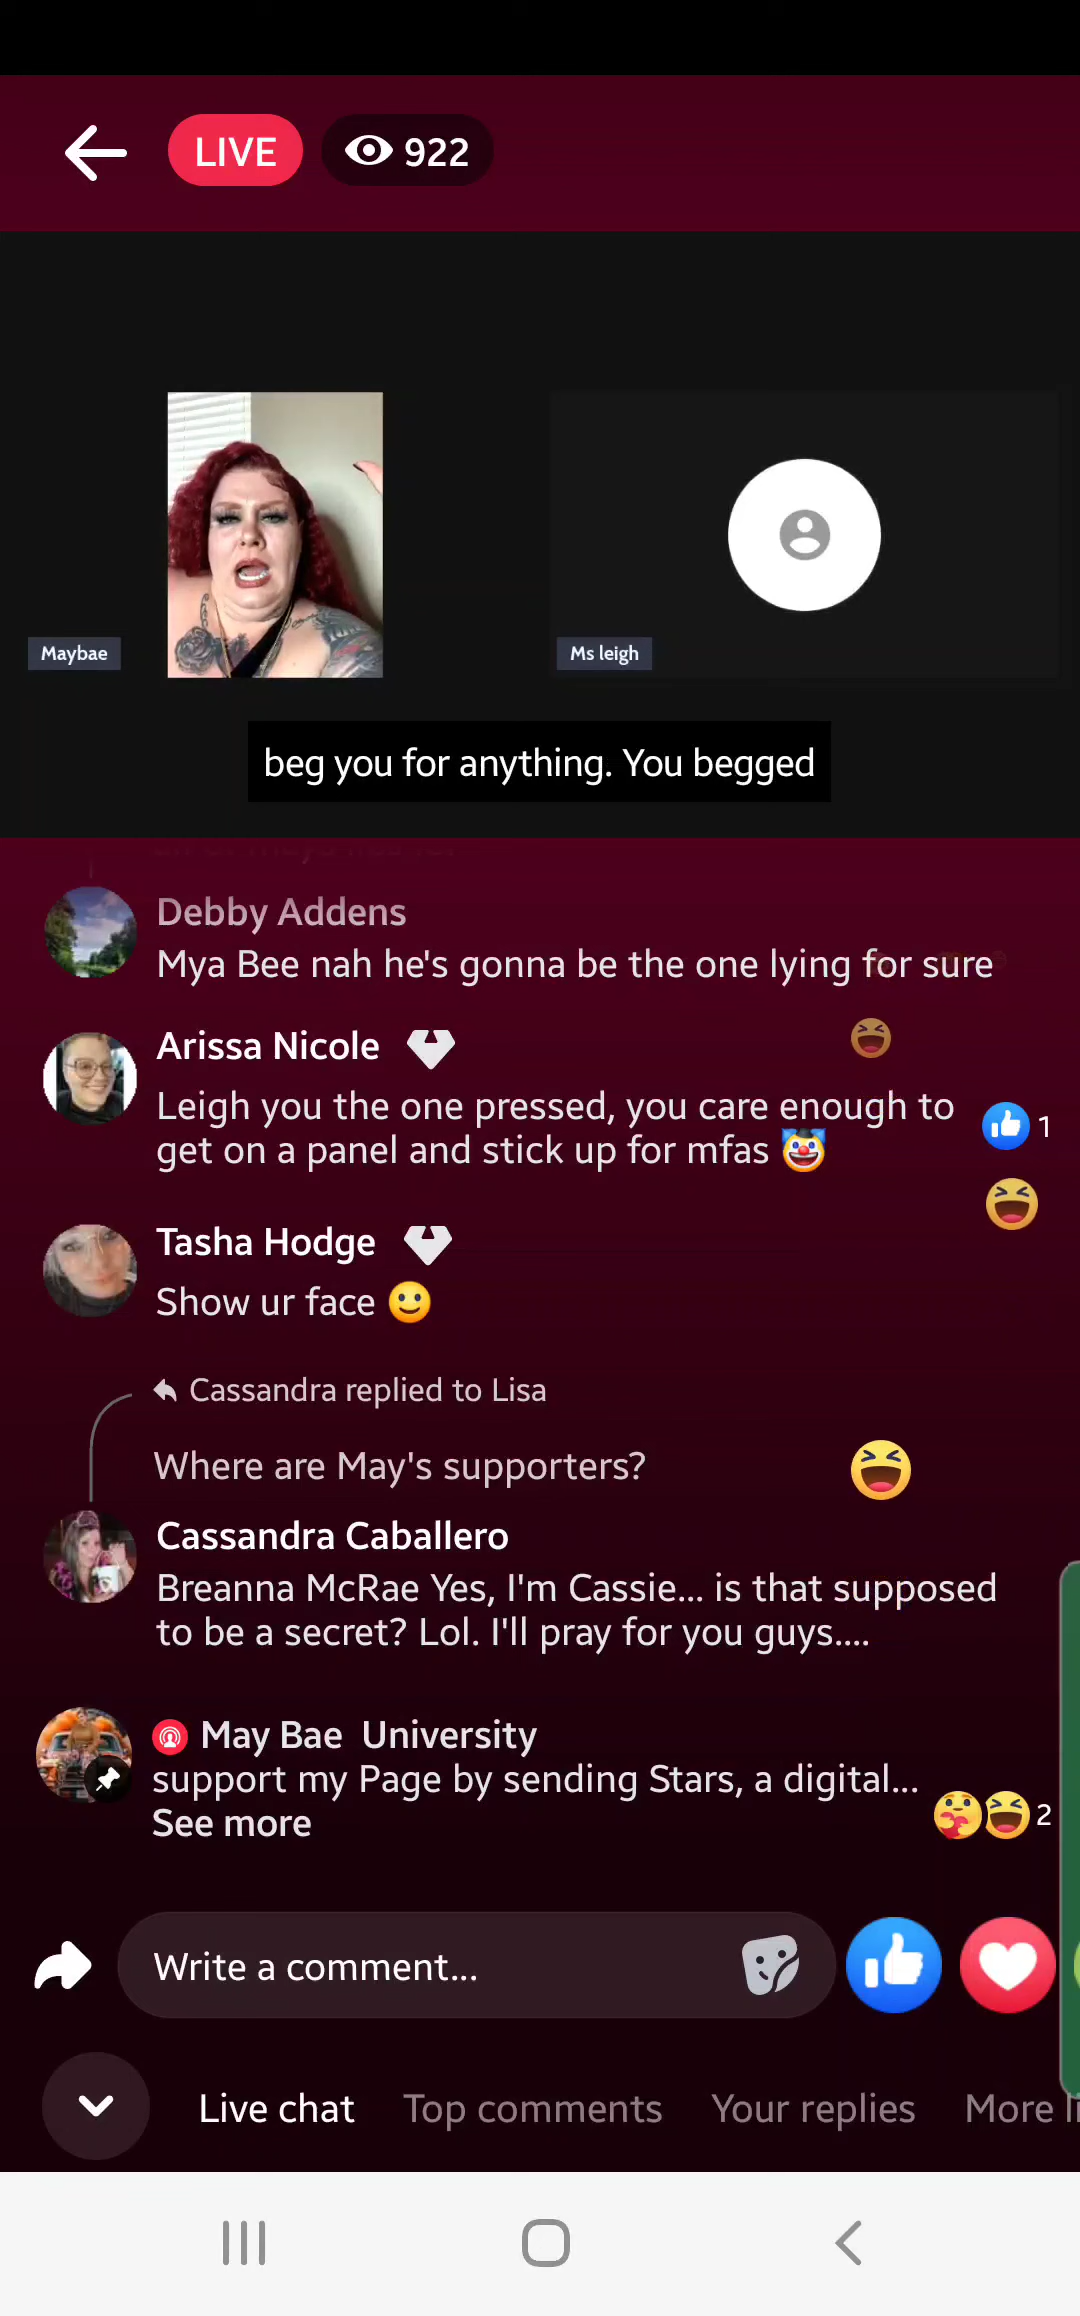 LIVE
922
Maybae
Ms leigh
beg you for anything. You begged
Debby Addens
Mya Bee nah he's gonna be the one lying for sure
Arissa Nicole
Leigh you the one pressed, you care enough to
get on a panel and stick up for mfas 🤡
1
Tasha Hodge
Show ur face 🙂
Cassandra replied to Lisa
Where are May's supporters?
Cassandra Caballero
Breanna McRae Yes, I'm Cassie... is that supposed
to be a secret? Lol. I'll pray for you guys....
May Bae University
support my Page by sending Stars, a digital...
See more
2
Write a comment...
Live chat Top comments Your replies More